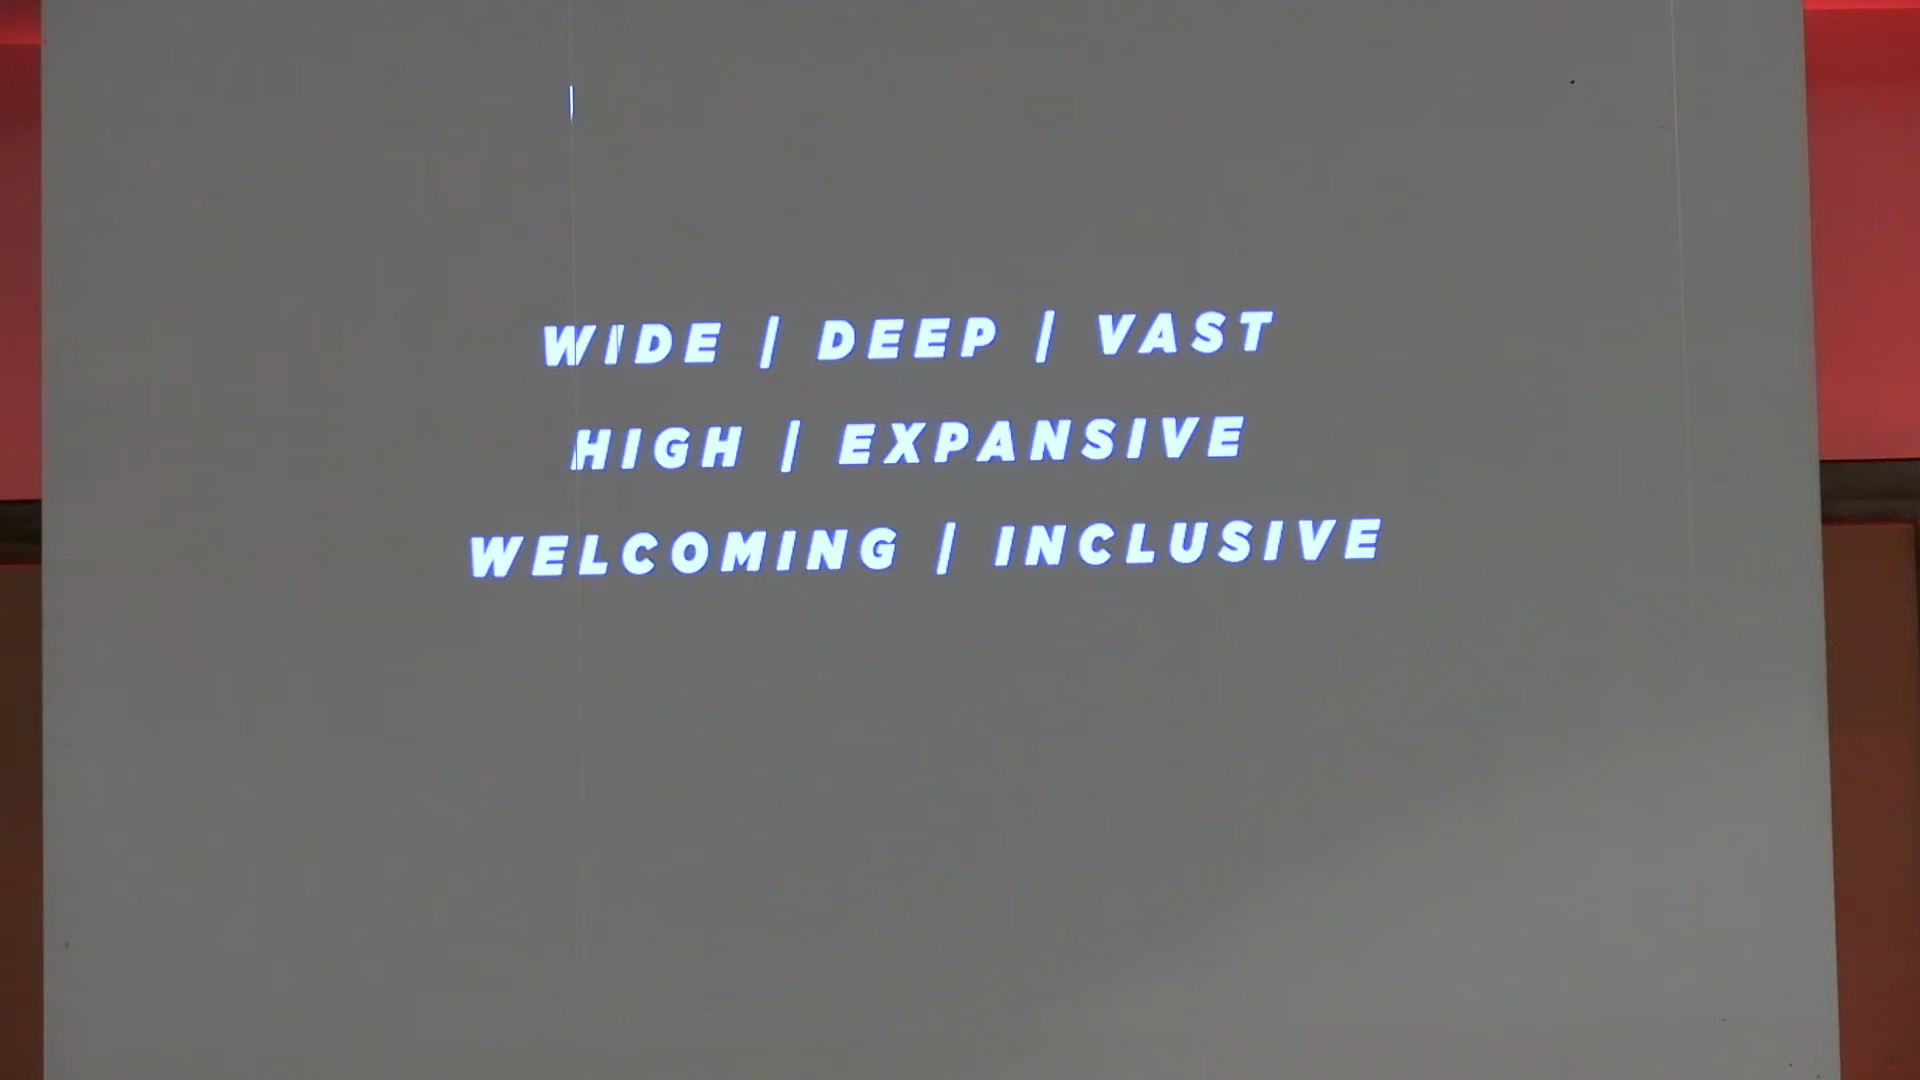 WIDE | DEEP | VAST
HIGH | EXPANSIVE
WELCOMING | INCLUSIVE